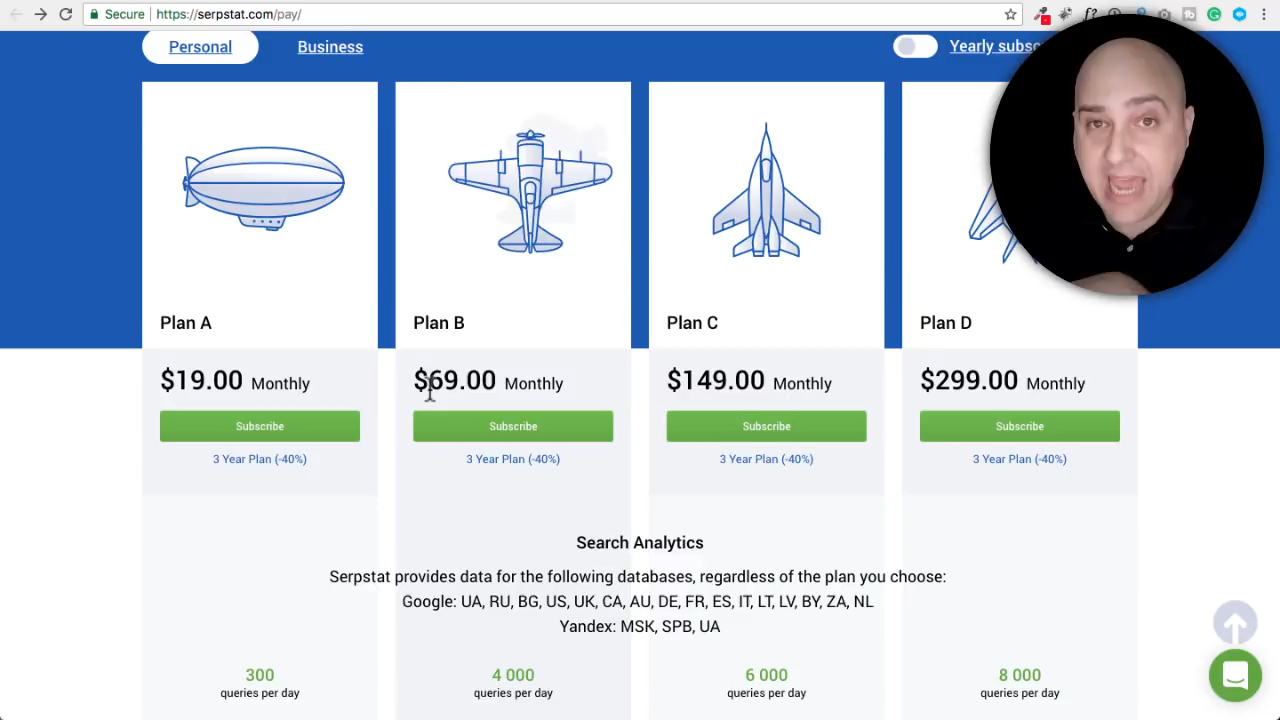 Secure https://serpstat.com/pay/
Personal
Business
Yearly
Plan A
Plan B
Plan C
Plan D
$19.00 Monthly
$69.00 Monthly
$149.00 Monthly
$299.00 Monthly
Subscribe
Subscribe
Subscribe
Subscribe
3 Year Plan (-40%)
3 Year Plan (-40%)
3 Year Plan (-40%)
3 Year Plan (-40%)
Search Analytics
Serpstat provides data for the following databases, regardless of the plan you choose:
Google: UA, RU, BG, US, UK, CA, AU, DE, FR, ES, IT, LT, LV, BY, ZA, NL
Yandex: MSK, SPB, UA
300
queries per day
4 000
queries per day
6 000
queries per day
8 000
queries per day